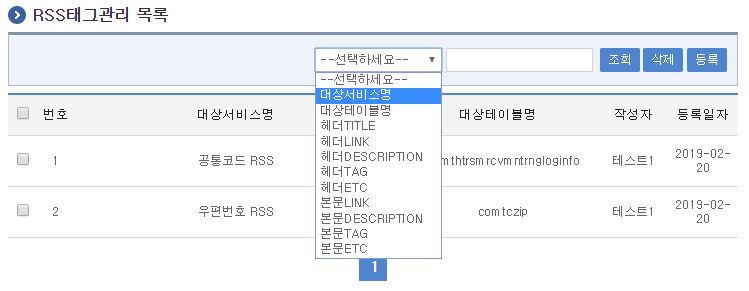 RSS태그관리 목록
--선택하세요-- 조회 삭제 등록
--선택하세요--
대상서비스명
대상테이블명
헤더TITLE
헤더LINK
헤더DESCRIPTION
헤더TAG
헤더ETC
본문LINK
본문DESCRIPTION
본문TAG
본문ETC
번호 대상서비스명 대상테이블명 작성자 등록일자
1 공통코드 RSS mthtrsmrcvmntrngloginfo 테스트1 2019-02-
20
2 우편번호 RSS comtczip 테스트1 2019-02-
20
1